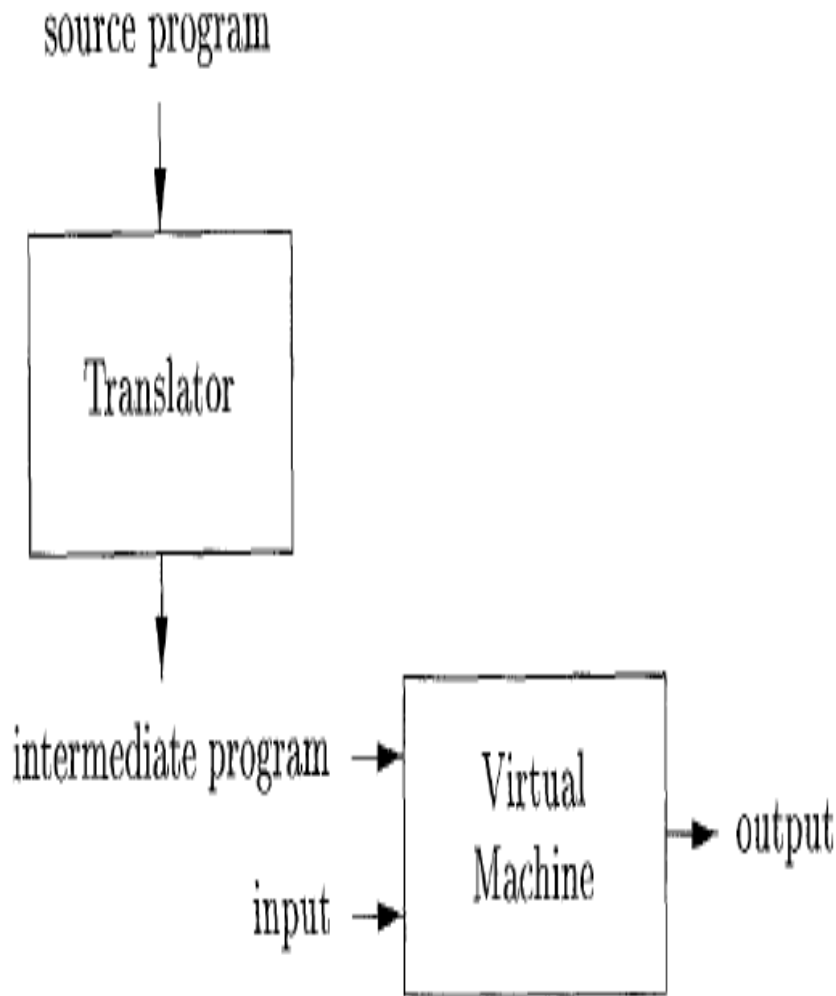 source program
Translator
intermediate program
Virtual
Machine
output
input